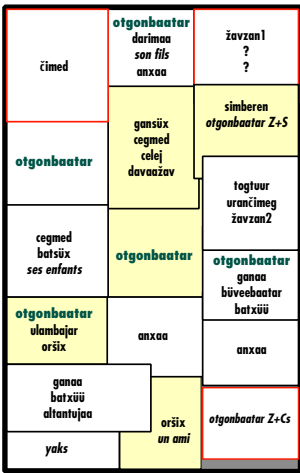 čimed
otgonbaatar
darimaa
son fils
anxaa
žavzan1
?
?
gansüx
cegmed
celej
davaažav
simberen
otgonbaatar Z+S
otgonbaatar
togtuur
urančimeg
žavzan2
cegmed
batsüx
ses enfants
otgonbaatar
otgonbaatar
ganaa
büveebaatar
batxüü
otgonbaatar
ulambajar
oršix
anxaa
anxaa
ganaa
batxüü
altantujaa
oršix
un ami
otgonbaatar Z+Cs
yaks